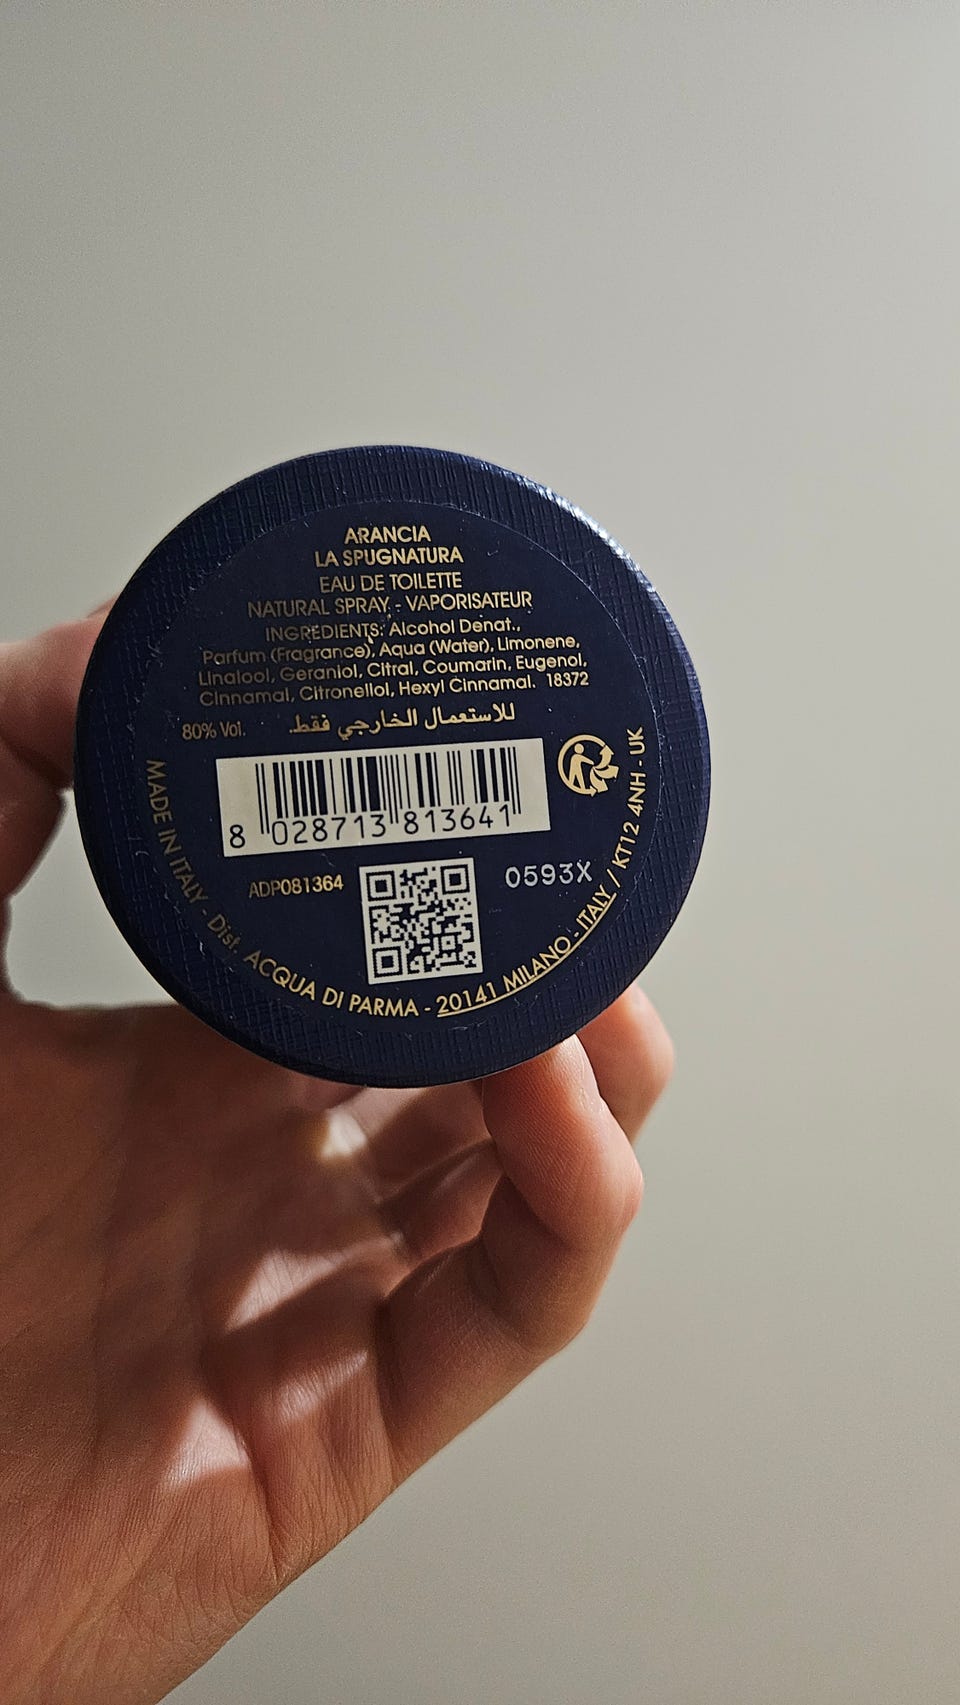 ARANCIA
LA SPUGNATURA
EAU DE TOILETTE
NATURAL SPRAY - VAPORISATEUR
INGREDIENTS: Alcohol Denat.,
Parfum (Fragrance), Aqua (Water), Limonene,
Linalool, Geraniol, Citral, Coumarin, Eugenol,
Cinnamal, Citronellol, Hexyl Cinnamal. 18372
80% Vol. للاستعمال الخارجي فقط.
8 028713 813641
ADP081364
0593X
MADE IN ITALY - Dist. ACQUA DI PARMA - 20141 MILANO - ITALY / KT12 4NH - UK